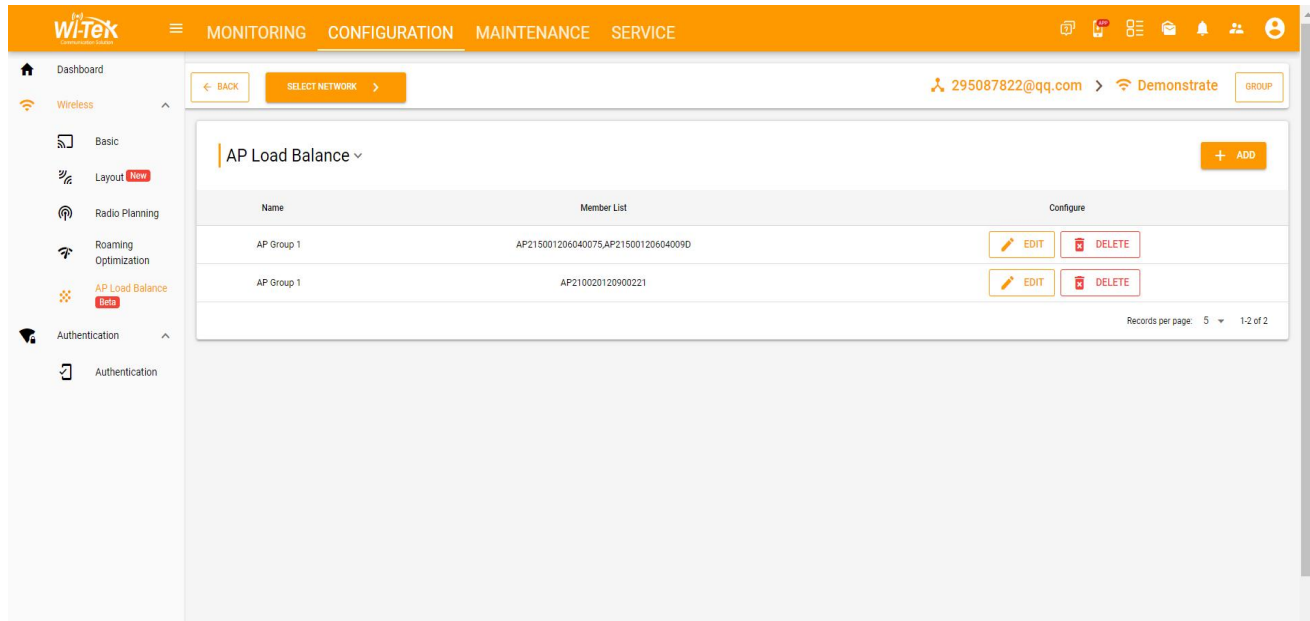 Wi-Tek
MONITORING CONFIGURATION MAINTENANCE SERVICE
APP
Dashboard
Wireless
Basic
Layout New
Radio Planning
Roaming
Optimization
AP Load Balance
Beta
Authentication
Authentication
← BACK SELECT NETWORK > 295087822@qq.com > Demonstrate GROUP
AP Load Balance + ADD
Name Member List Configure
AP Group 1 AP215001206040075,AP21500120604009D EDIT DELETE
AP Group 1 AP210020120900221 EDIT DELETE
Records per page: 5 1-2 of 2